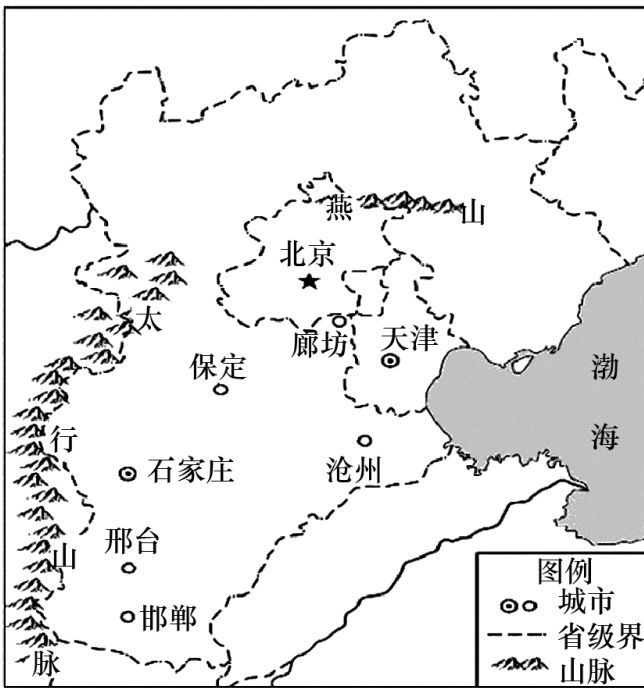 燕山
北京
太行山脉
廊坊
天津
保定
渤海
石家庄
沧州
邢台
邯郸
图例
城市
省级界
山脉